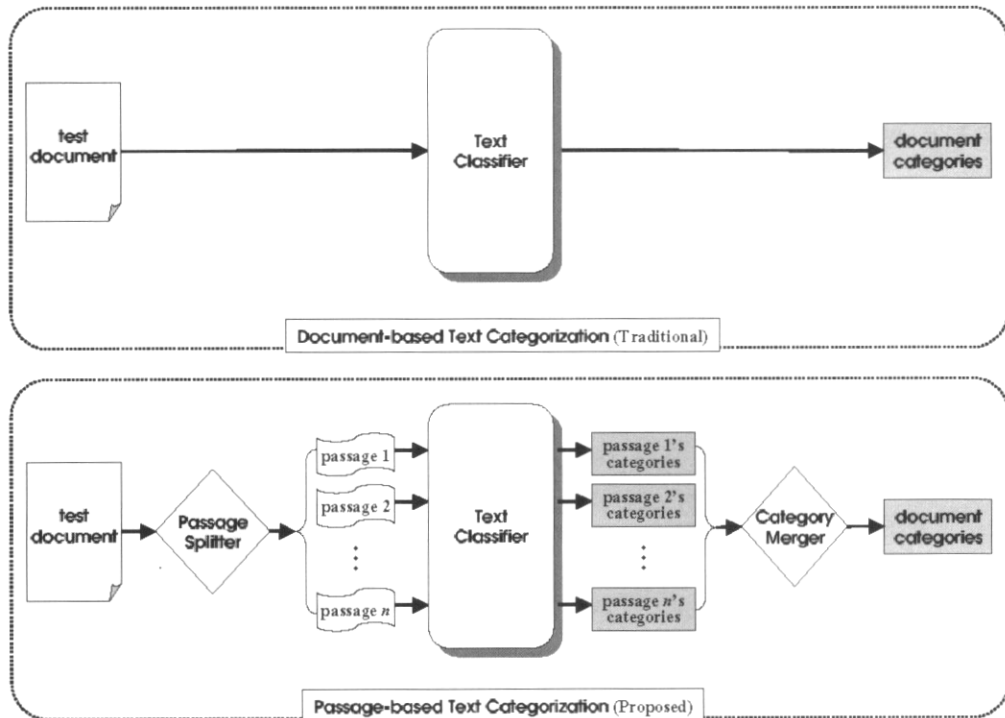 test
document
Text
Classifier
document
categories
Document-based Text Categorization (Traditional)
test
document
Passage
Splitter
passage 1
passage 2
passage n
Text
Classifier
passage 1's
categories
passage 2's
categories
passage n's
categories
Category
Merger
document
categories
Passage-based Text Categorization (Proposed)